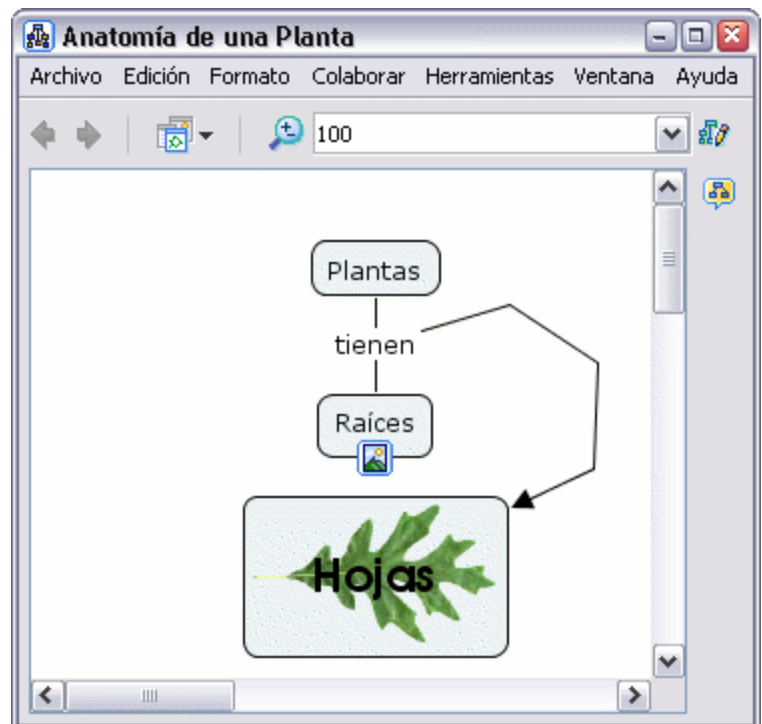 Anatomía de una Planta
Archivo Edición Formato Colaborar Herramientas Ventana Ayuda
100
Plantas
tienen
Raíces
Hojas